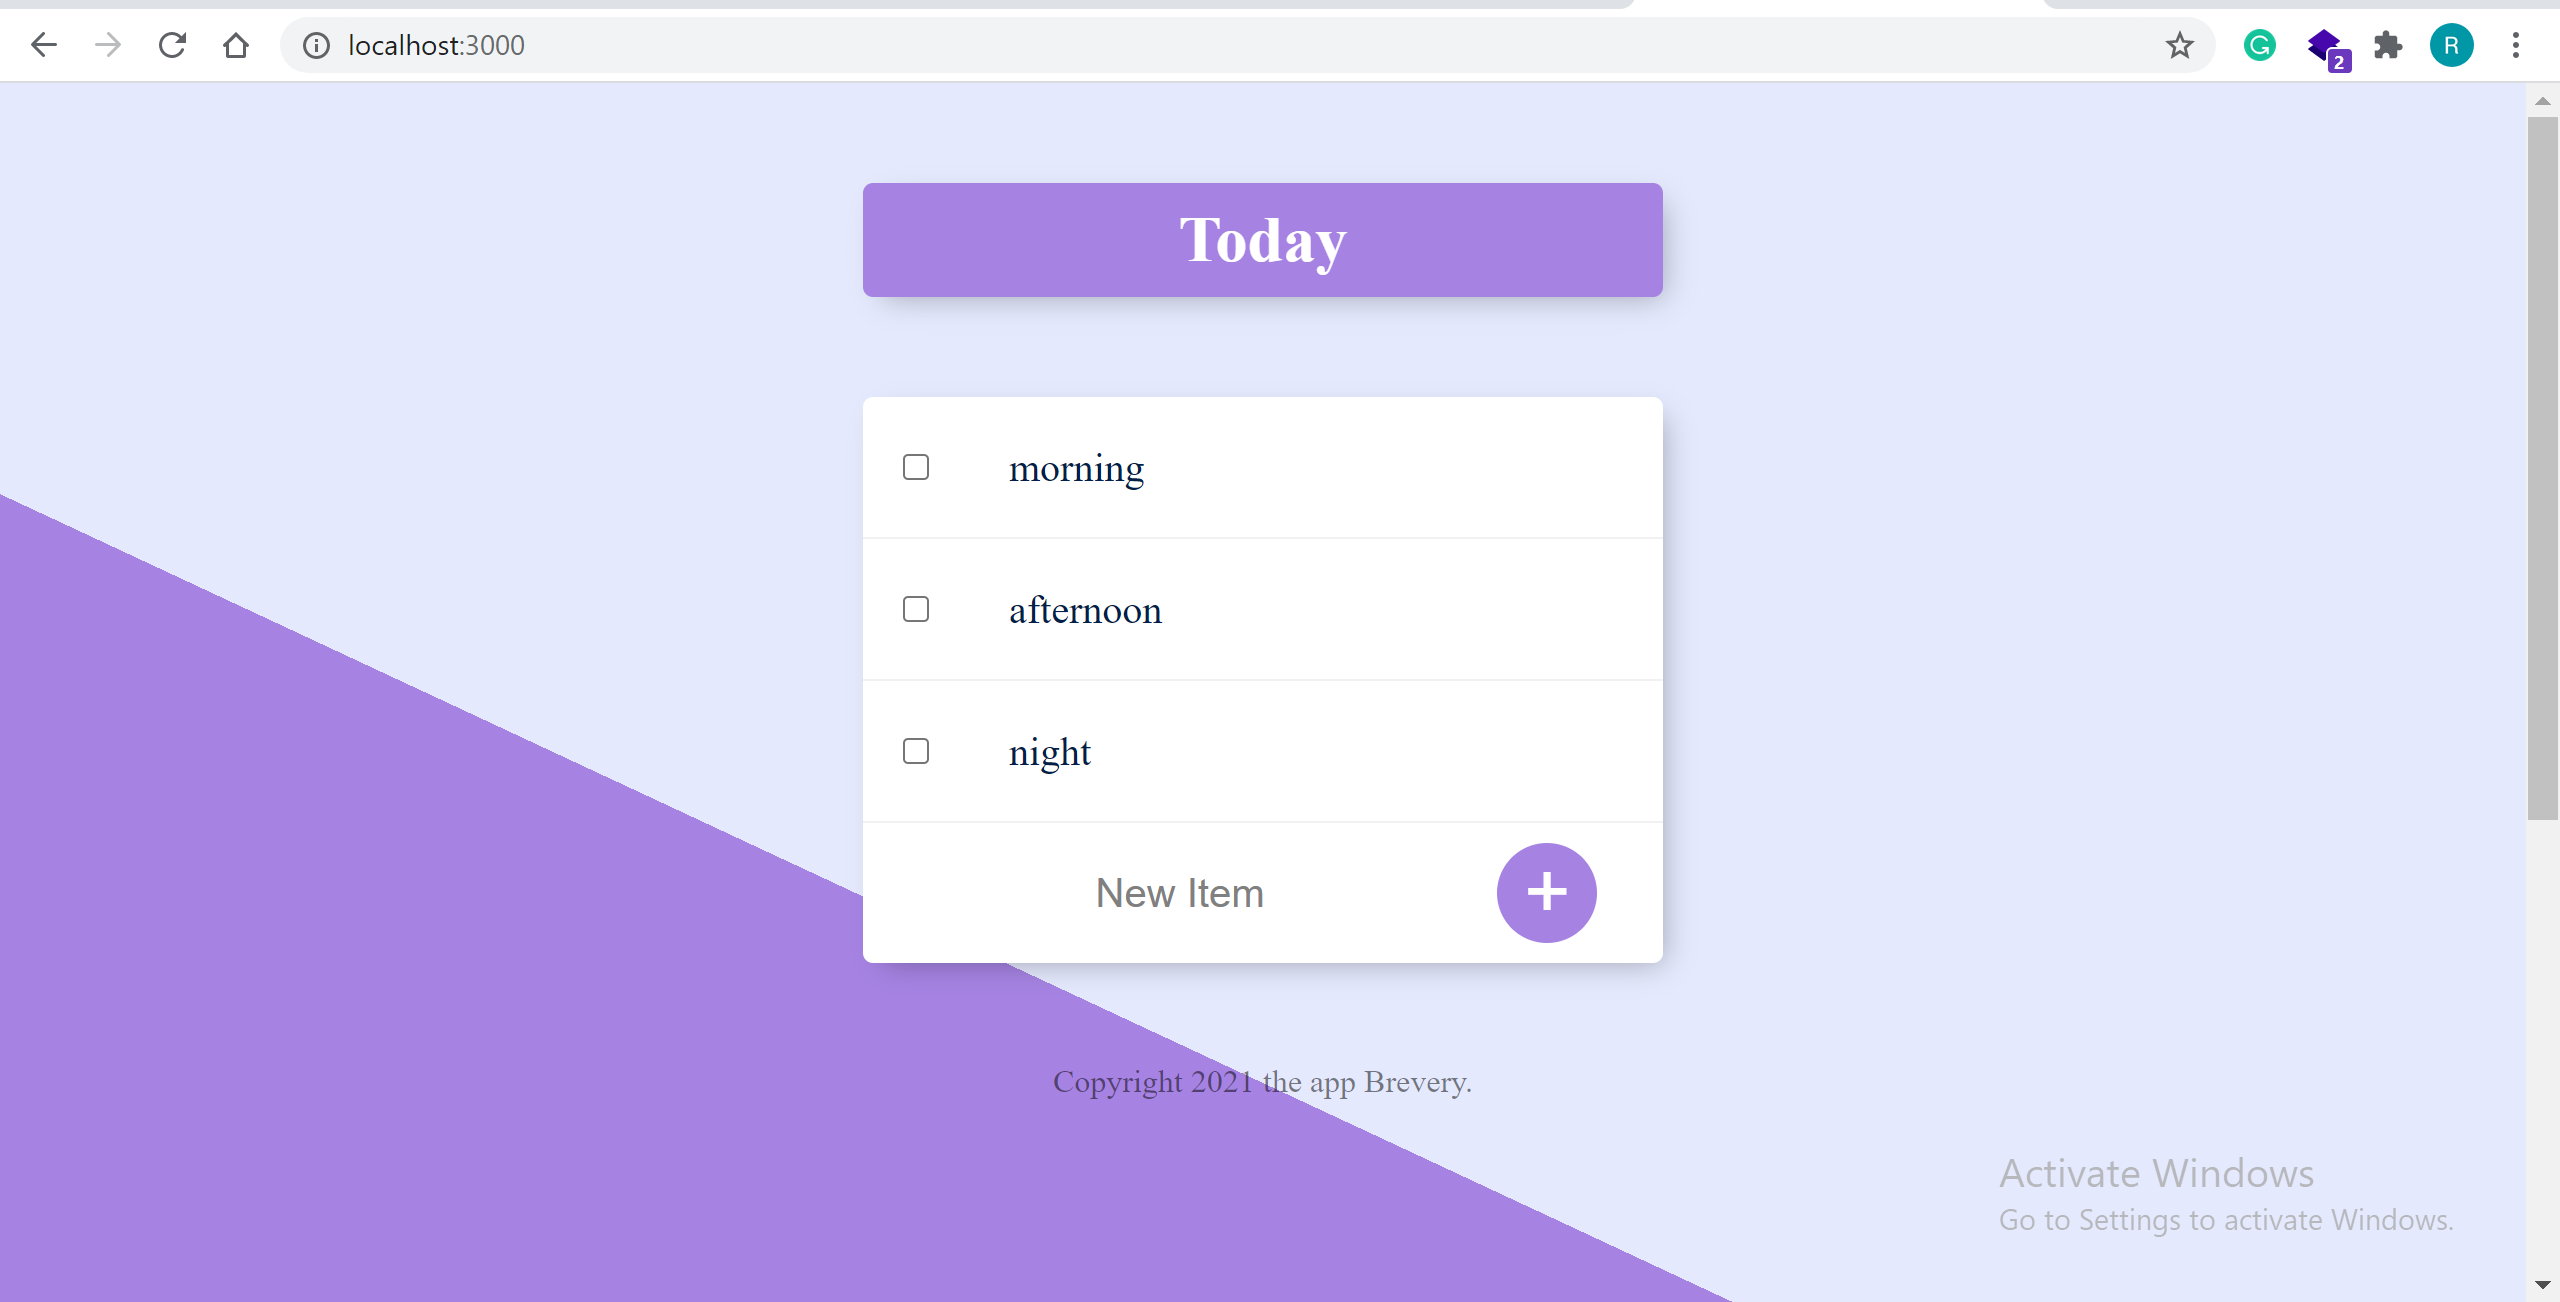 localhost:3000
2
R
Today
morning
afternoon
night
New Item
+
Copyright 2021 the app Brevery.
Activate Windows
Go to Settings to activate Windows.